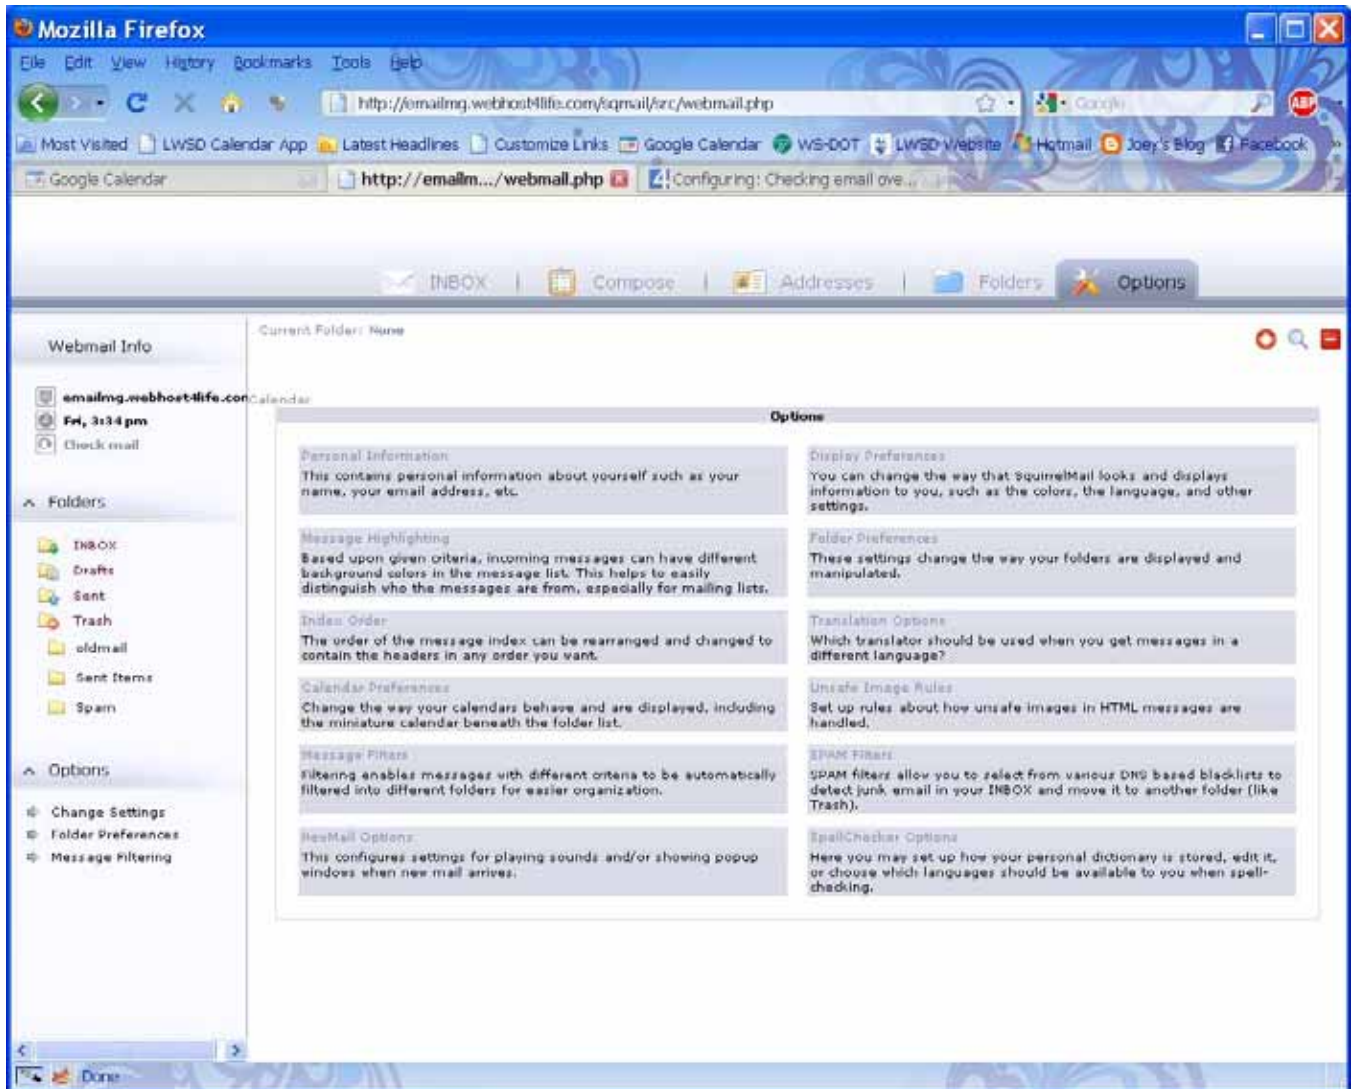 Mozilla Firefox
File Edit View History Bookmarks Tools Help
http://emailmg.webhost4life.com/sqmail/src/webmail.php
Google
ABP
Most Visited LWSD Calendar App Latest Headlines Customize Links Google Calendar WS-DOT LWSD Website Hotmail Joey's Blog Facebook
Google Calendar
http://emailm.../webmail.php
Configuring: Checking email ove...
INBOX | Compose | Addresses | Folders Options
Webmail Info
emailmg.webhost4life.com
Fri, 3:34 pm
Check mail
Folders
INBOX
Drafts
Sent
Trash
oldmail
Sent Items
Spam
Options
Change Settings
Folder Preferences
Message Filtering
Current Folder: None
Calendar
Options
Personal Information
This contains personal information about yourself such as your
name, your email address, etc.
Display Preferences
You can change the way that SquirrelMail looks and displays
information to you, such as the colors, the language, and other
settings.
Message Highlighting
Based upon given criteria, incoming messages can have different
background colors in the message list. This helps to easily
distinguish who the messages are from, especially for mailing lists.
Folder Preferences
These settings change the way your folders are displayed and
manipulated.
Index Order
The order of the message index can be rearranged and changed to
contain the headers in any order you want.
Translation Options
Which translator should be used when you get messages in a
different language?
Calendar Preferences
Change the way your calendars behave and are displayed, including
the miniature calendar beneath the folder list.
Unsafe Image Rules
Set up rules about how unsafe images in HTML messages are
handled.
Message Filters
Filtering enables messages with different criteria to be automatically
filtered into different folders for easier organization.
SPAM Filters
SPAM filters allow you to select from various DNS based blacklists to
detect junk email in your INBOX and move it to another folder (like
Trash).
NewMail Options
This configures settings for playing sounds and/or showing popup
windows when new mail arrives.
SpellChecker Options
Here you may set up how your personal dictionary is stored, edit it,
or choose which languages should be available to you when spell-
checking.
Done